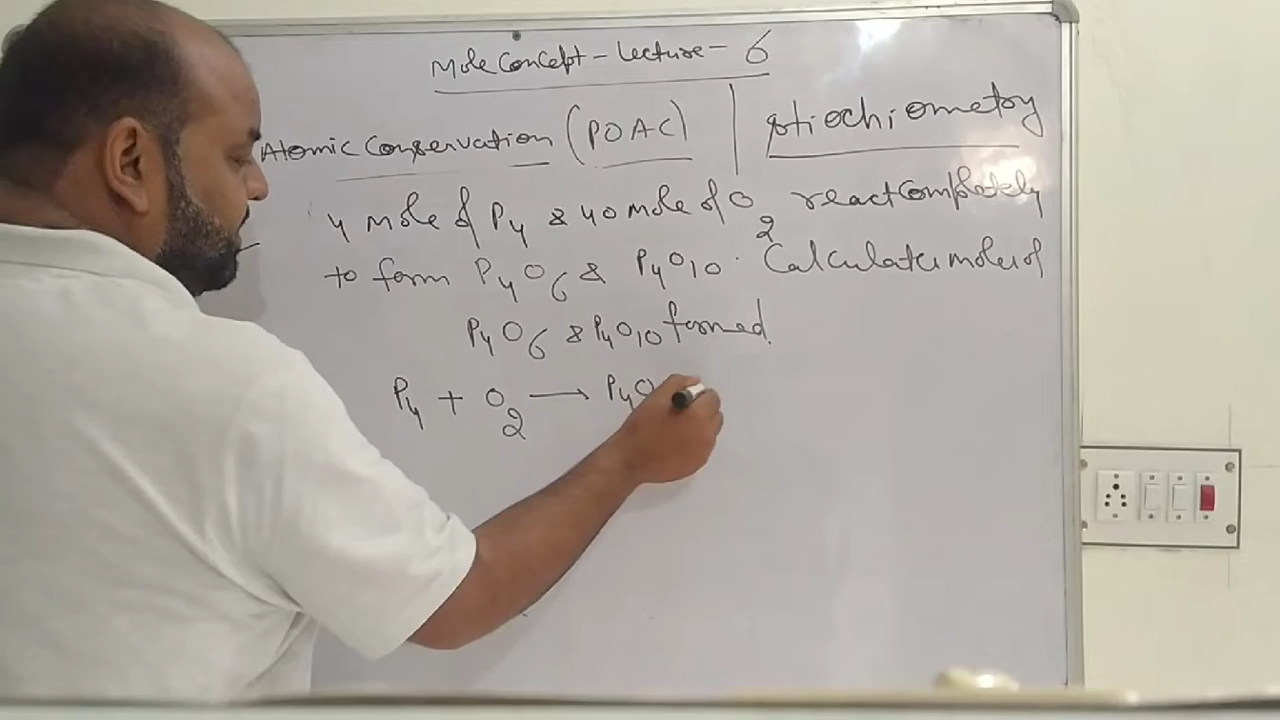 Mole Concept - Lecture - 6
Atomic Conservation (POAC) | stiochiometry
4 mole of P4 & 40 mole of O2 react completely
to form P4O6 & P4O10. Calculate moles of
P4O6 & P4O10 formed.
P4 + O2 → P4O